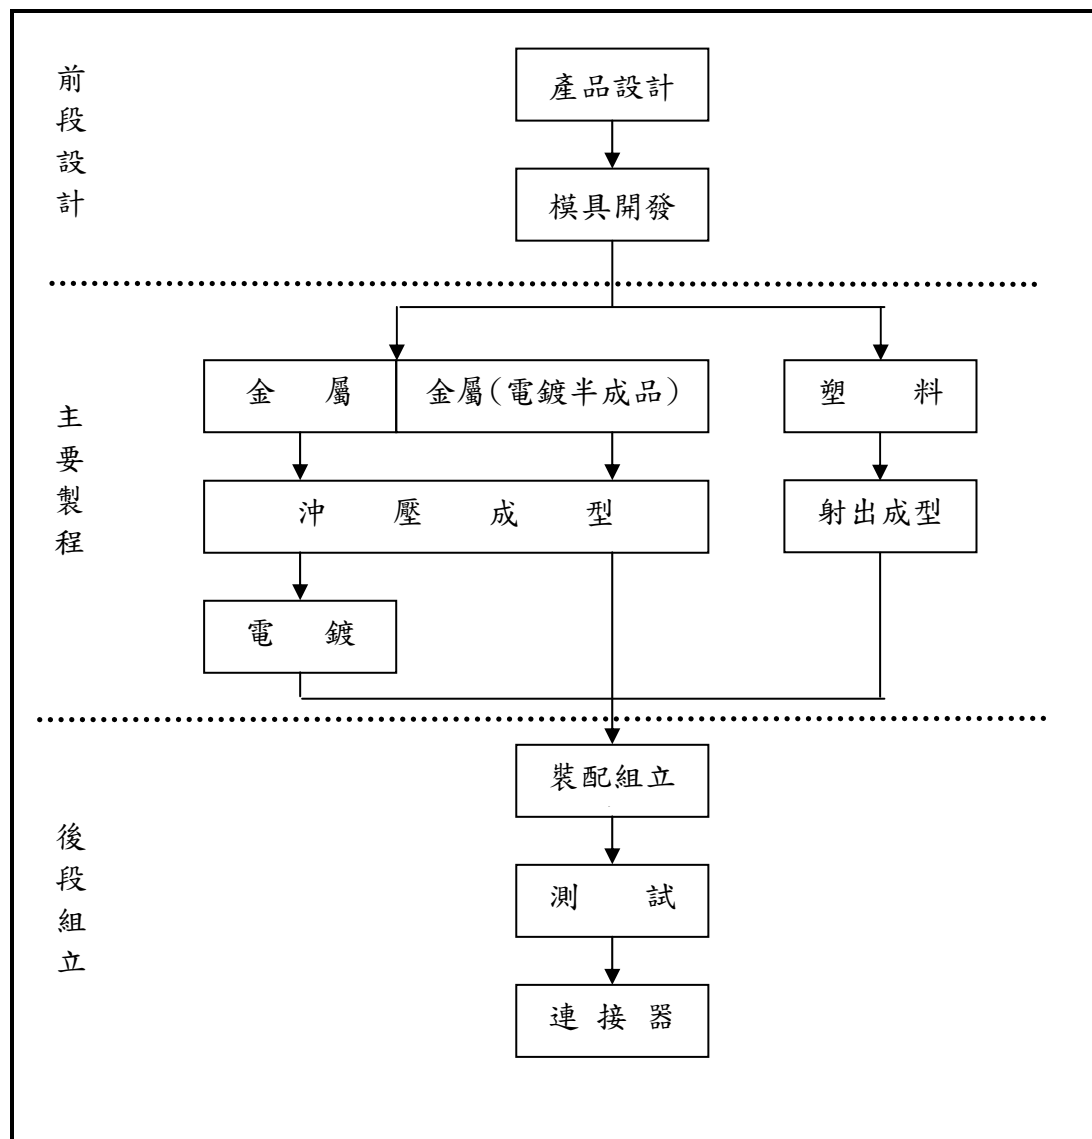 前段設計
產品設計
模具開發
主要製程
金 屬
金屬(電鍍半成品)
塑 料
沖 壓 成 型
射出成型
電 鍍
後段組立
裝配組立
測 試
連 接 器